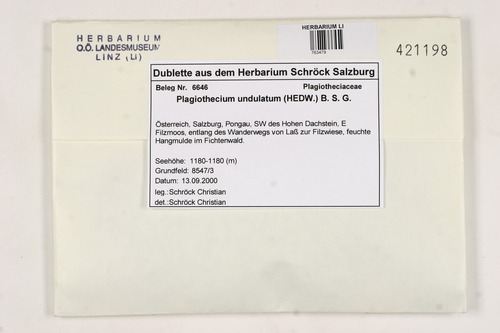 HERBARIUM
O.Ö. LANDESMUSEUM
LINZ (LI)
HERBARIUM LI
763479
421198
Dublette aus dem Herbarium Schröck Salzburg
Beleg Nr. 6646 Plagiotheciaceae
Plagiothecium undulatum (HEDW.) B. S. G.
Österreich, Salzburg, Pongau, SW des Hohen Dachstein, E
Filzmoos, entlang des Wanderwegs von Laß zur Filzwiese, feuchte
Hangmulde im Fichtenwald.
Seehöhe: 1180-1180 (m)
Grundfeld: 8547/3
Datum: 13.09.2000
leg.:Schröck Christian
det.:Schröck Christian